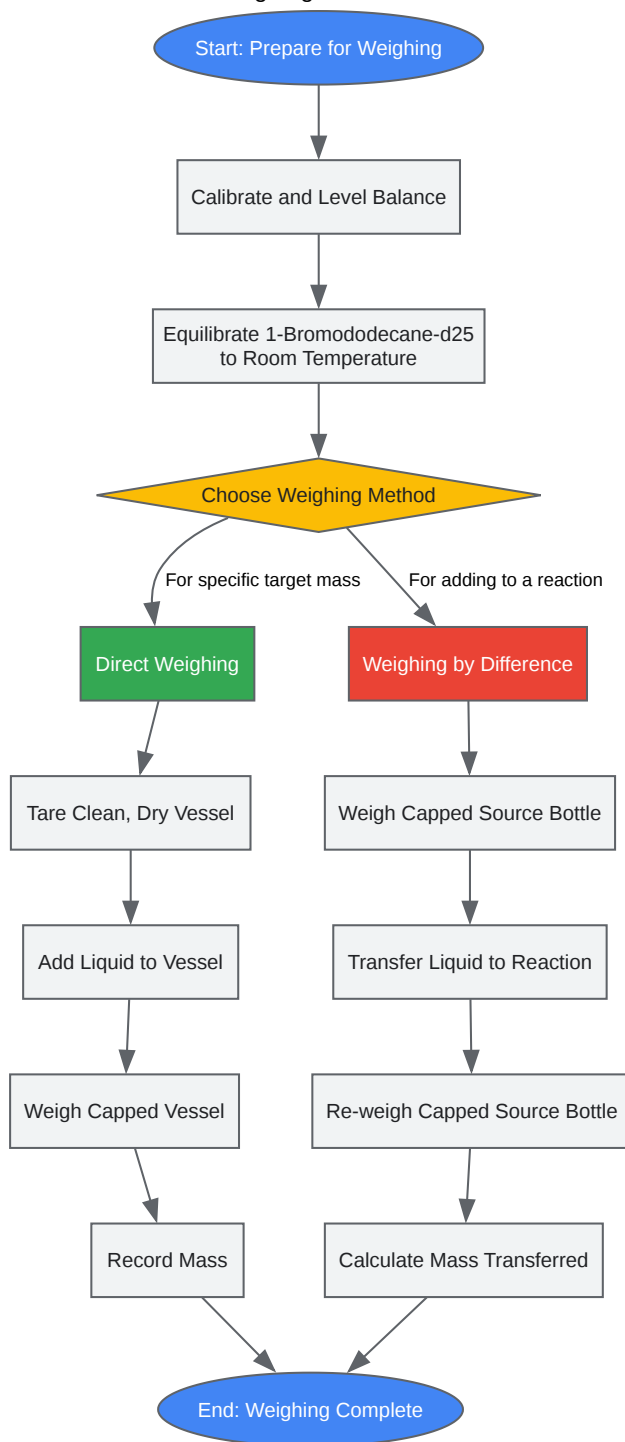 Start: Prepare for Weighing
Calibrate and Level Balance
Equilibrate 1-Bromododecane-d25
to Room Temperature
Choose Weighing Method
For specific target mass
For adding to a reaction
Direct Weighing
Weighing by Difference
Tare Clean, Dry Vessel
Weigh Capped Source Bottle
Add Liquid to Vessel
Transfer Liquid to Reaction
Weigh Capped Vessel
Re-weigh Capped Source Bottle
Record Mass
Calculate Mass Transferred
End: Weighing Complete